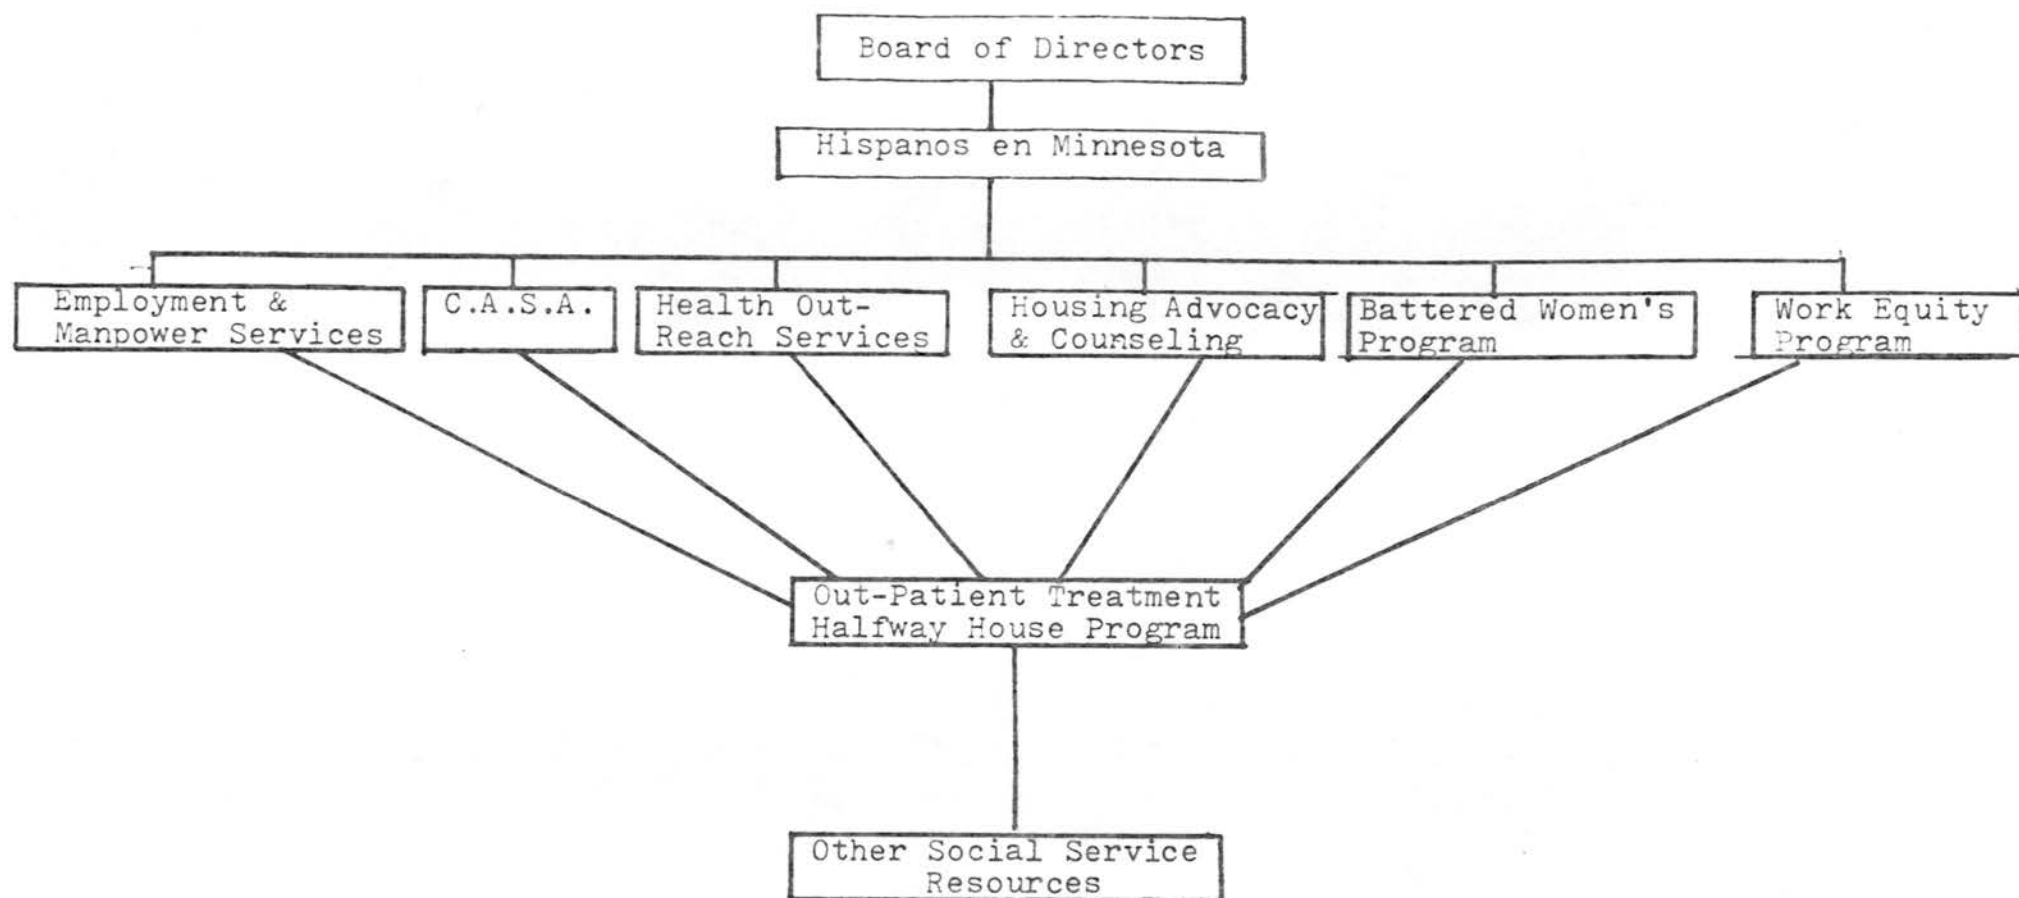 Board of Directors
Hispanos en Minnesota
Employment &
Manpower Services
C.A.S.A.
Health Out-
Reach Services
Housing Advocacy
& Counseling
Battered Women's
Program
Work Equity
Program
Out-Patient Treatment
Halfway House Program
Other Social Service
Resources